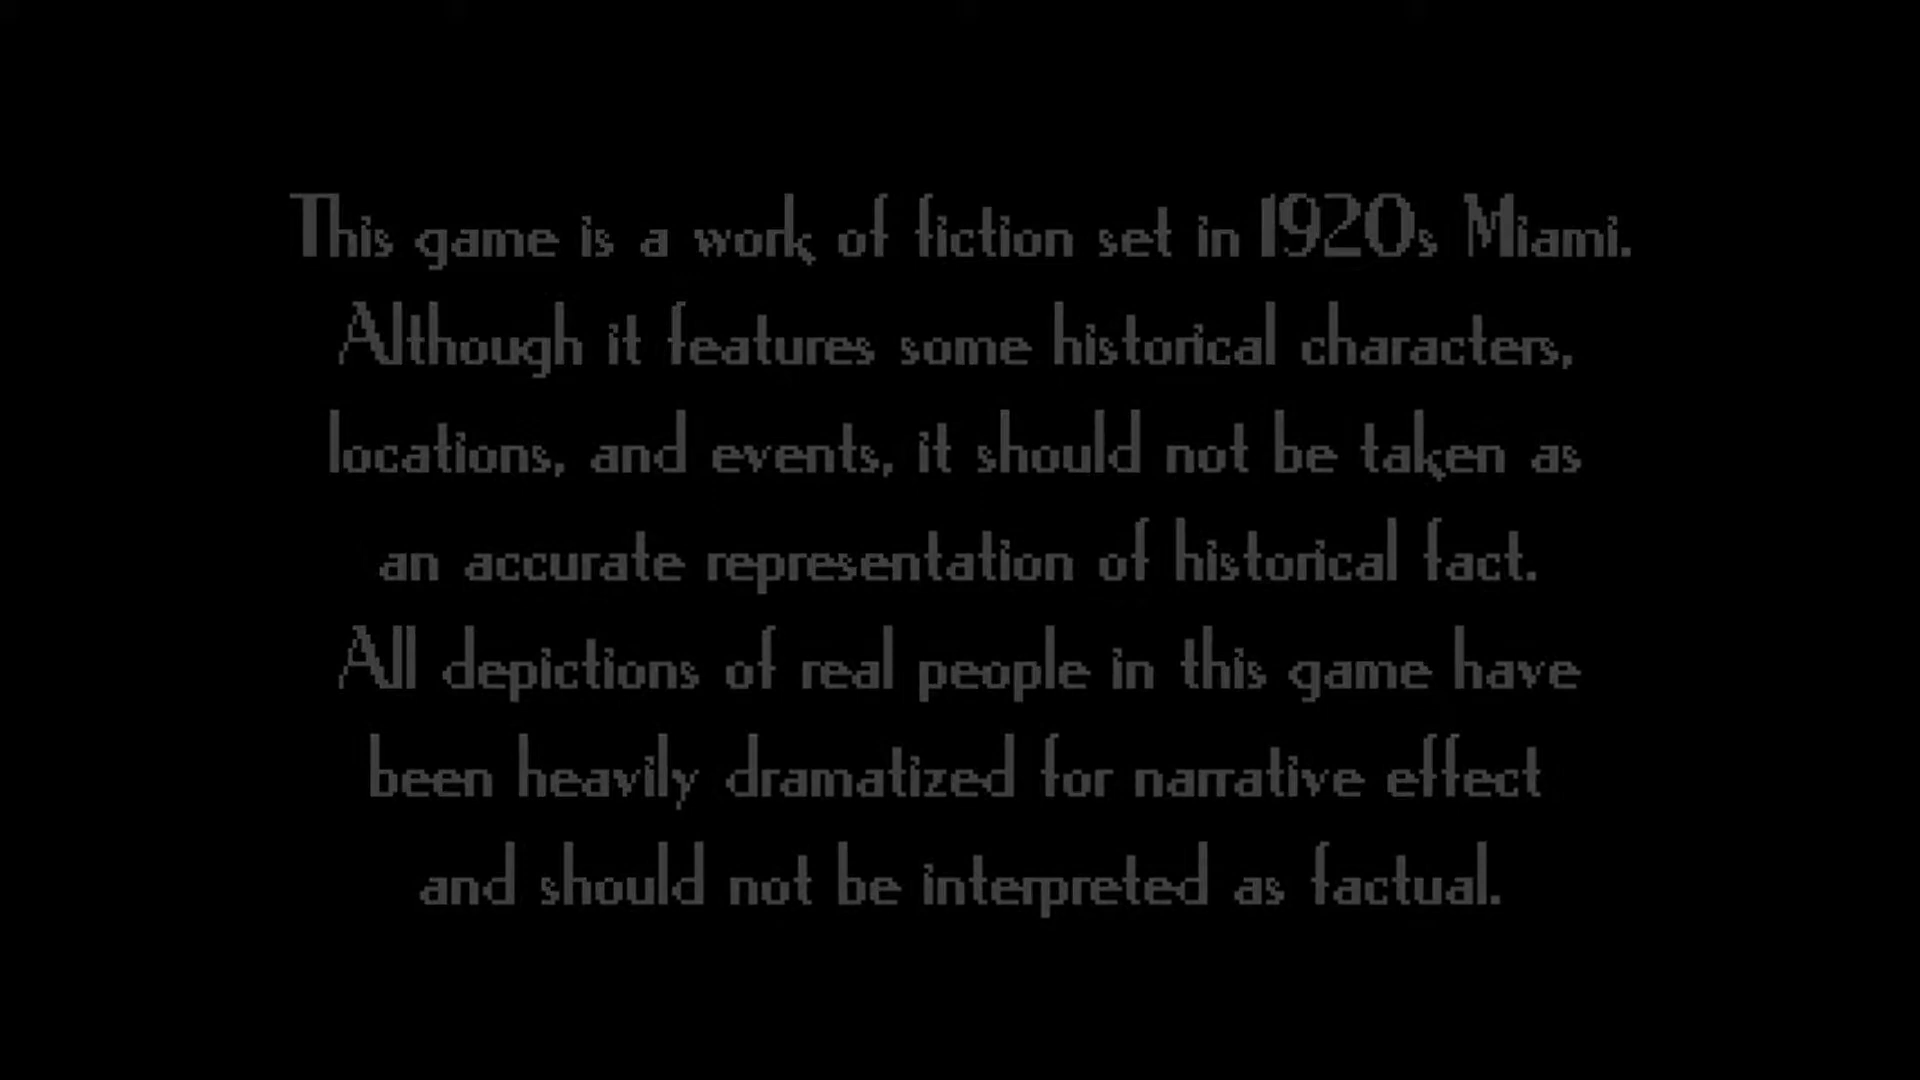 This game is a work of fiction set in 1920s Miami.
Although it features some historical characters,
locations, and events, it should not be taken as
an accurate representation of historical fact.
All depictions of real people in this game have
been heavily dramatized for narrative effect
and should not be interpreted as factual.